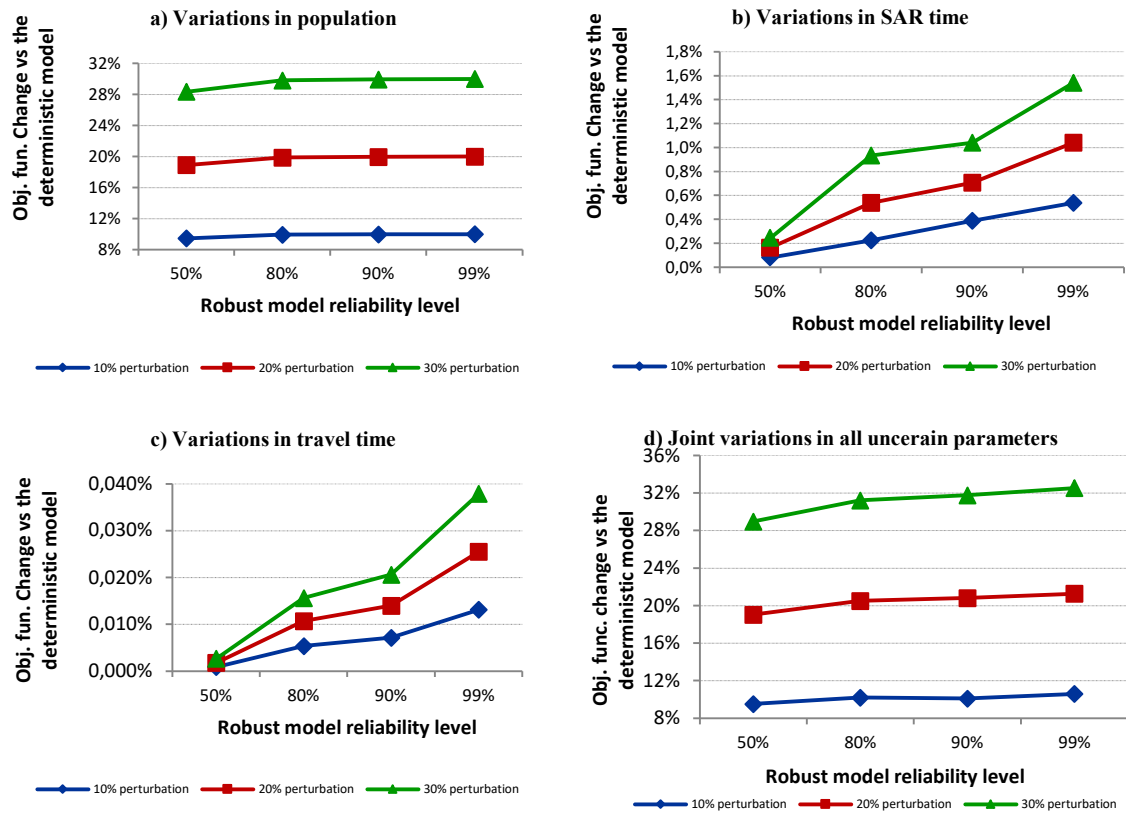 a) Variations in population
Obj. fun. Change vs the
deterministic model
32%
28%
24%
20%
16%
12%
8%
50%
80%
90%
99%
Robust model reliability level
10% perturbation
20% perturbation
30% perturbation
b) Variations in SAR time
Obj. fun. Change vs the
deterministic model
1,8%
1,6%
1,4%
1,2%
1,0%
0,8%
0,6%
0,4%
0,2%
0,0%
50%
80%
90%
99%
Robust model reliability level
10% perturbation
20% perturbation
30% perturbation
c) Variations in travel time
Obj. fun. Change vs the
deterministic model
0,040%
0,030%
0,020%
0,010%
0,000%
50%
80%
90%
99%
Robust model reliability level
10% perturbation
20% perturbation
30% perturbation
d) Joint variations in all uncerain parameters
Obj. func. change vs the
deterministic model
36%
32%
28%
24%
20%
16%
12%
8%
50%
80%
90%
99%
Robust model reliability level
10% perturbation
20% perturbation
30% perturbation